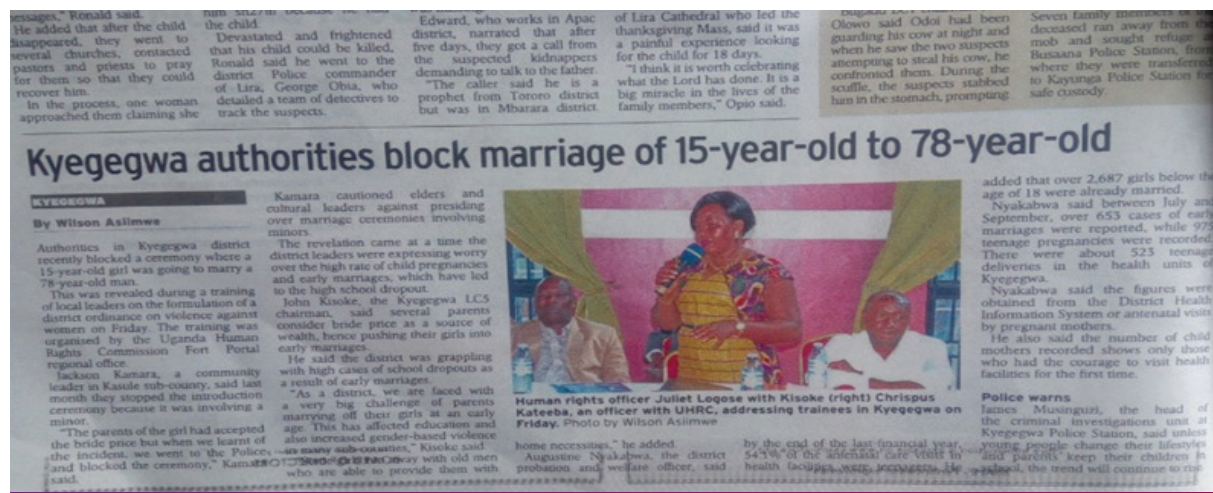 essages," Ronald said.
He added that after the child
disappeared, they went to
several churches, contacted
pastors and priests to pray
for them so that they could
recover him.
In the process, one woman
approached them claiming she
the child.
Devastated and frightened
that his child could be killed,
Ronald said he went to the
district Police commander
of Lira, George Obia, who
detailed a team of detectives to
track the suspects.
Edward, who works in Apac
district, narrated that after
five days, they got a call from
the suspected kidnappers
demanding to talk to the father.
"The caller said he is a
prophet from Tororo district
but was in Mbarara district.
of Lira Cathedral who led the
thanksgiving Mass, said it was
a painful experience looking
for the child for 18 days.
"I think it is worth celebrating
what the Lord has done. It is a
big miracle in the lives of the
family members," Opio said.
Olowo said Odoi had been
guarding his cow at night and
when he saw the two suspects
attempting to steal his cow, he
confronted them. During the
scuffle, the suspects stabbed
him in the stomach, prompting
Seven family members of
deceased ran away from the
mob and sought refuge
Busaana Police Station, from
where they were transferred
to Kayunga Police Station for
safe custody.
Kyegegwa authorities block marriage of 15-year-old to 78-year-old
KYEGEGWA
By Wilson Asiimwe
Authorities in Kyegegwa district
recently blocked a ceremony where a
15-year-old girl was going to marry a
78-year-old man.
This was revealed during a training
of local leaders on the formulation of a
district ordinance on violence against
women on Friday. The training was
organised by the Uganda Human
Rights Commission Fort Portal
regional office.
Jackson Kamara, a community
leader in Kasule sub-county, said last
month they stopped the introduction
ceremony because it was involving a
minor.
"The parents of the girl had accepted
the bride price but when we learnt of
the incident, we went to the Police
and blocked the ceremony," Kamara
said.
Kamara cautioned elders and
cultural leaders against presiding
over marriage ceremonies involving
minors.
The revelation came at a time the
district leaders were expressing worry
over the high rate of child pregnancies
and early marriages, which have led
to the high school dropout.
John Kisoke, the Kyegegwa LC5
chairman, said several parents
consider bride price as a source of
wealth, hence pushing their girls into
early marriages.
He said the district was grappling
with high cases of school dropouts as
a result of early marriages.
"As a district, we are faced with
a very big challenge of parents
marrying off their girls at an early
age. This has affected education and
also increased gender-based violence
in many sub-counties," Kisoke said.
away with old men
who are able to provide them with
Human rights officer Juliet Logose with Kisoke (right) Chrispus
Kateeba, an officer with UHRC, addressing trainees in Kyegegwa on
Friday. Photo by Wilson Asiimwe
home necessities," he added.
Augustine Nyakabwa, the district
probation and welfare officer, said
by the end of the last financial year,
54.1% of the antenatal care visits in
health facilities were teenagers. He
added that over 2,687 girls below the
age of 18 were already married.
Nyakabwa said between July and
September, over 653 cases of early
marriages were reported, while 975
teenage pregnancies were recorded.
There were about 523 teenage
deliveries in the health units of
Kyegegwa.
Nyakabwa said the figures were
obtained from the District Health
Information System or antenatal visits
by pregnant mothers.
He also said the number of child
mothers recorded shows only those
who had the courage to visit health
facilities for the first time.
Police warns
James Musinguzi, the head of
the criminal investigations unit at
Kyegegwa Police Station, said unless
young people change their lifestyles
and parents keep their children in
school, the trend will continue to rise.